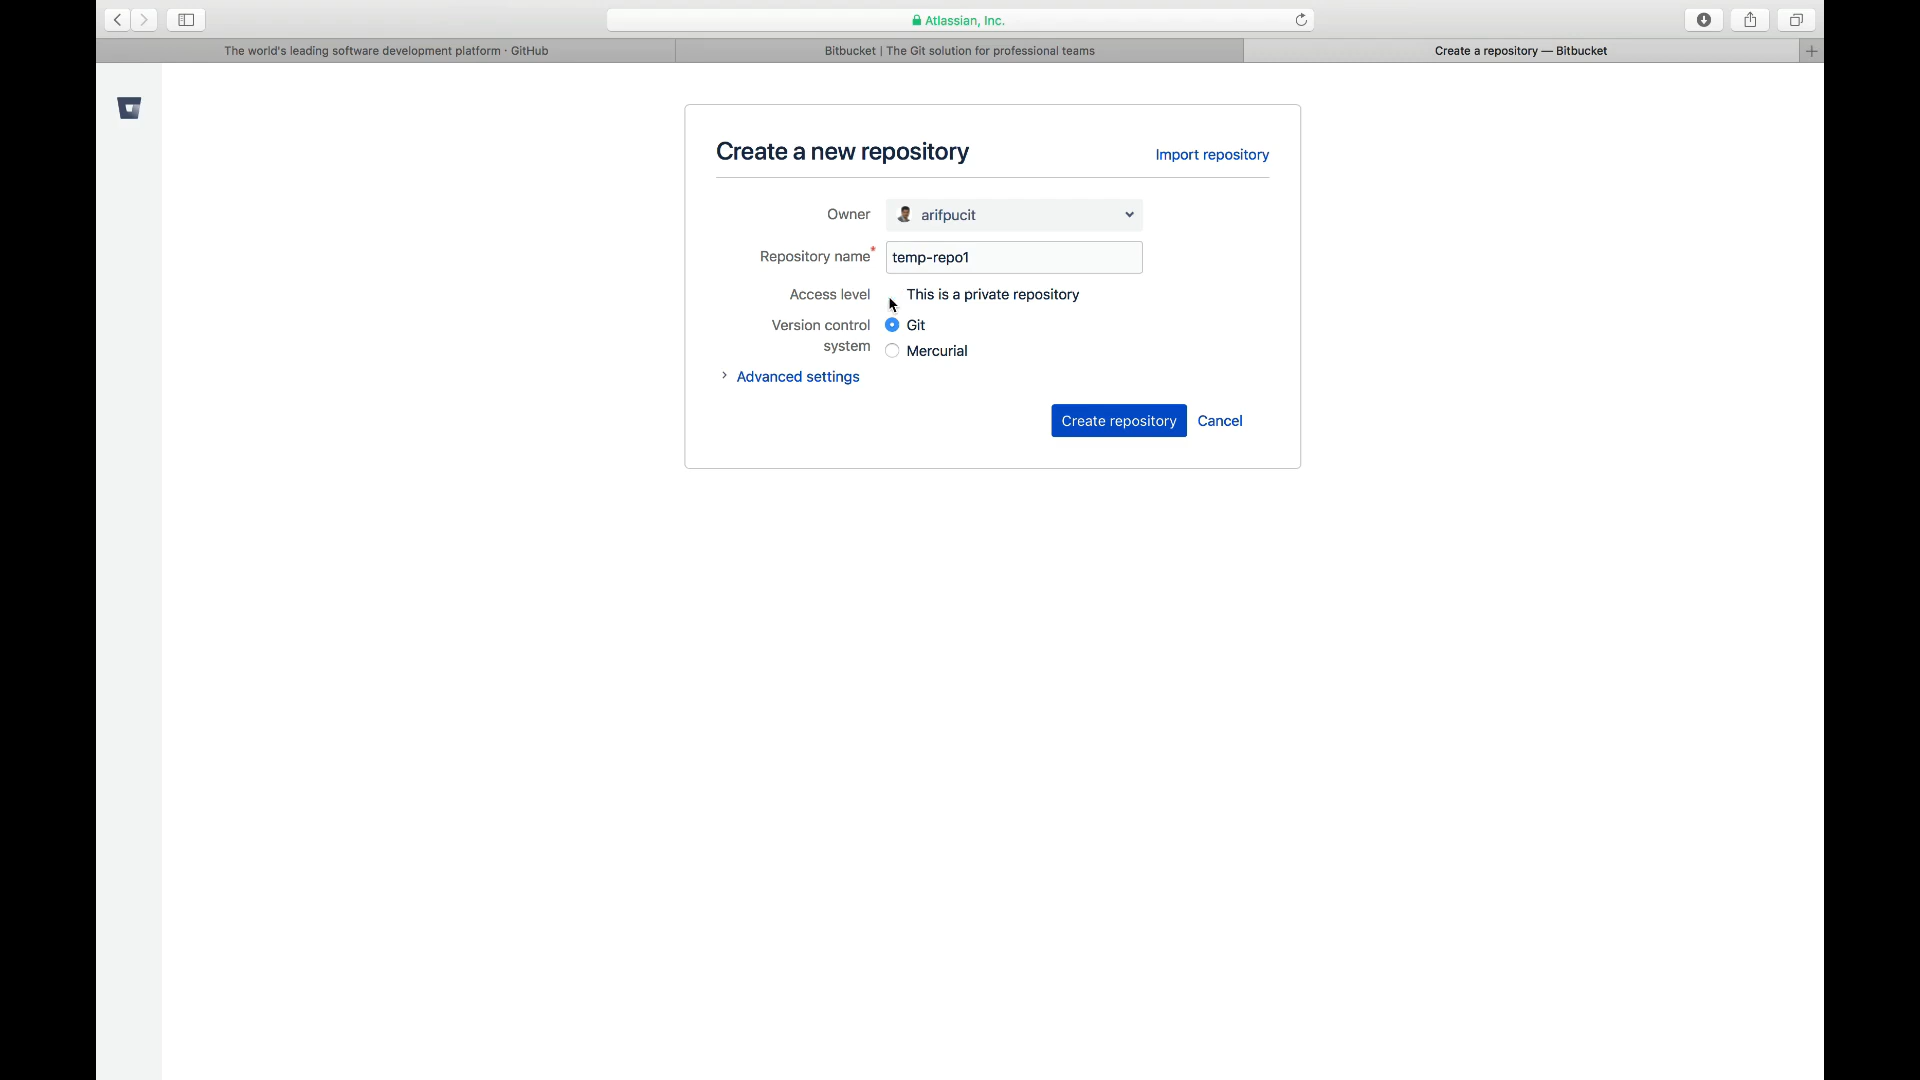 Atlassian, Inc.
The world's leading software development platform · GitHub
Bitbucket | The Git solution for professional teams
Create a repository — Bitbucket
Create a new repository
Import repository
Owner
arifpucit
Repository name*
temp-repo1
Access level
This is a private repository
Version control
system
Git
Mercurial
Advanced settings
Create repository
Cancel